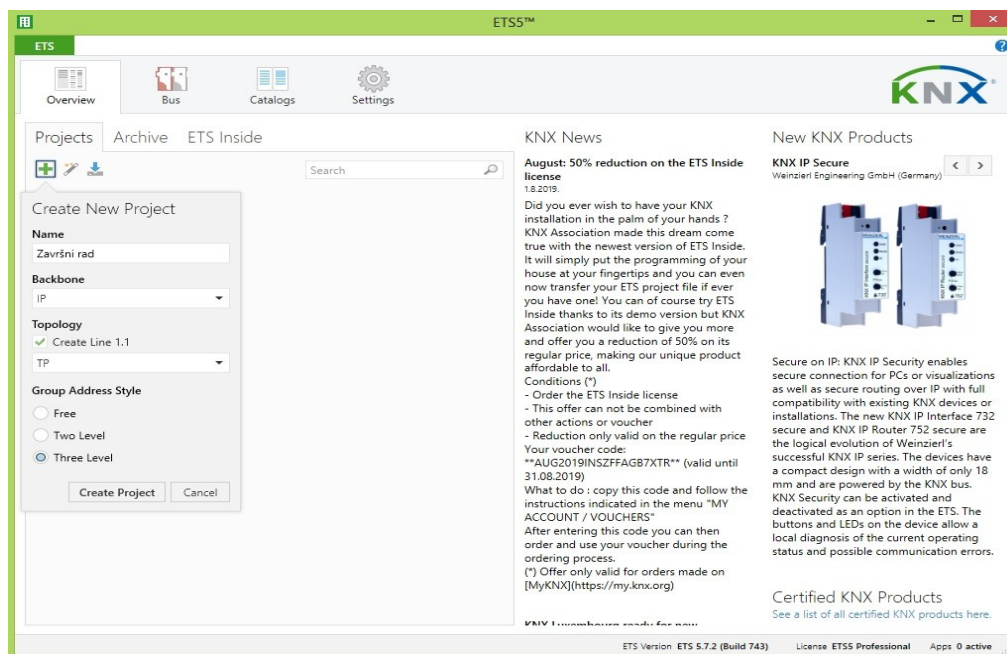 ETS5™
ETS
Overview
Bus
Catalogs
Settings
KNX
Projects
Archive
ETS Inside
Search
Create New Project
Name
Završni rad
Backbone
IP
Topology
Create Line 1.1
TP
Group Address Style
Free
Two Level
Three Level
Create Project
Cancel
KNX News
August: 50% reduction on the ETS Inside
license
1.8.2019.
Did you ever wish to have your KNX
installation in the palm of your hands ?
KNX Association made this dream come
true with the newest version of ETS Inside.
It will simply put the programming of your
house at your fingertips and you can even
now transfer your ETS project file if ever
you have one! You can of course try ETS
Inside thanks to its demo version but KNX
Association would like to give you more
and offer you a reduction of 50% on its
regular price, making our unique product
affordable to all.
Conditions (*)
- Order the ETS Inside license
- This offer can not be combined with
other actions or voucher
- Reduction only valid on the regular price
Your voucher code:
**AUG2019INSZFFAGB7XTR** (valid until
31.08.2019)
What to do : copy this code and follow the
instructions indicated in the menu "MY
ACCOUNT / VOUCHERS"
After entering this code you can then
order and use your voucher during the
ordering process.
(*) Offer only valid for orders made on
[MyKNX](https://my.knx.org)
KNX Luxembourg ready for new
New KNX Products
KNX IP Secure
Weinzierl Engineering GmbH (Germany)
Secure on IP: KNX IP Security enables
secure connection for PCs or visualizations
as well as secure routing over IP with full
compatibility with existing KNX devices or
installations. The new KNX IP Interface 732
secure and KNX IP Router 752 secure are
the logical evolution of Weinzierl's
successful KNX IP series. The devices have
a compact design with a width of only 18
mm and are powered by the KNX bus.
KNX Security can be activated and
deactivated as an option in the ETS. The
buttons and LEDs on the device allow a
local diagnosis of the current operating
status and possible communication errors.
Certified KNX Products
See a list of all certified KNX products here.
ETS Version ETS 5.7.2 (Build 743)
License ETS5 Professional
Apps 0 active